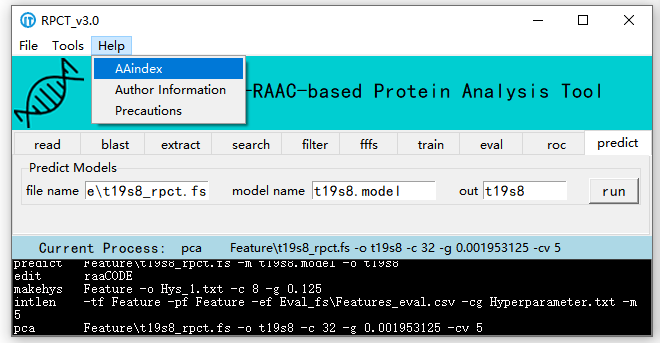 RPCT_v3.0
File Tools Help
AAindex
Author Information
Precautions
-RAAC-based Protein Analysis Tool
read blast extract search filter fffs train eval roc predict
Predict Models
file name e\t19s8_rpct.fs model name t19s8.model out t19s8 run
Current Process: pca Feature\t19s8_rpct.fs -o t19s8 -c 32 -g 0.001953125 -cv 5
predict Feature\t19s8_rpct.fs -m t19s8.model -o t19s8
edit raaCODE
makehys Feature -o Hys_1.txt -c 8 -g 0.125
intlen -tf Feature -pf Feature -ef Eval_fs\Features_eval.csv -cg Hyperparameter.txt -m
5
pca Feature\t19s8_rpct.fs -o t19s8 -c 32 -g 0.001953125 -cv 5